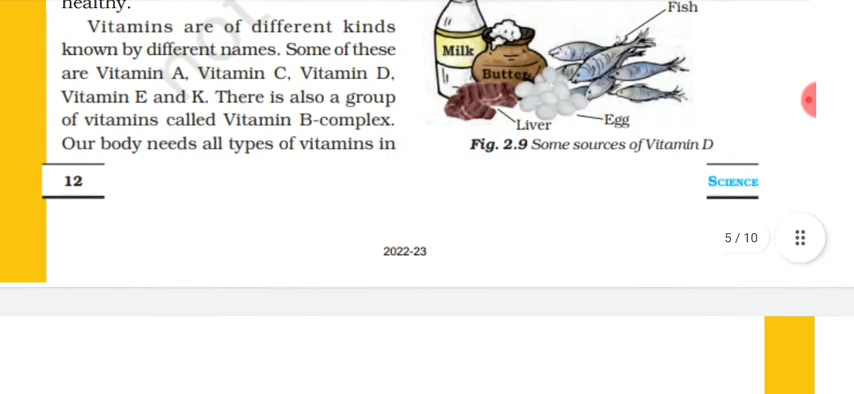 healthy.
Vitamins are of different kinds
known by different names. Some of these
are Vitamin A, Vitamin C, Vitamin D,
Vitamin E and K. There is also a group
of vitamins called Vitamin B-complex.
Our body needs all types of vitamins in
Fish
Milk
Butter
Liver
Egg
Fig. 2.9 Some sources of Vitamin D
12
SCIENCE
5 / 10
2022-23
not